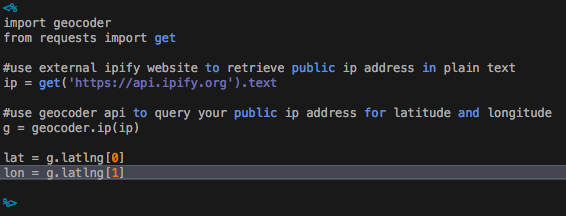 <%
import geocoder
from requests import get
#use external ipify website to retrieve public ip address in plain text
ip = get('https://api.ipify.org').text
#use geocoder api to query your public ip address for latitude and longitude
g = geocoder.ip(ip)
lat = g.latlng[0]
lon = g.latlng[1]
%>